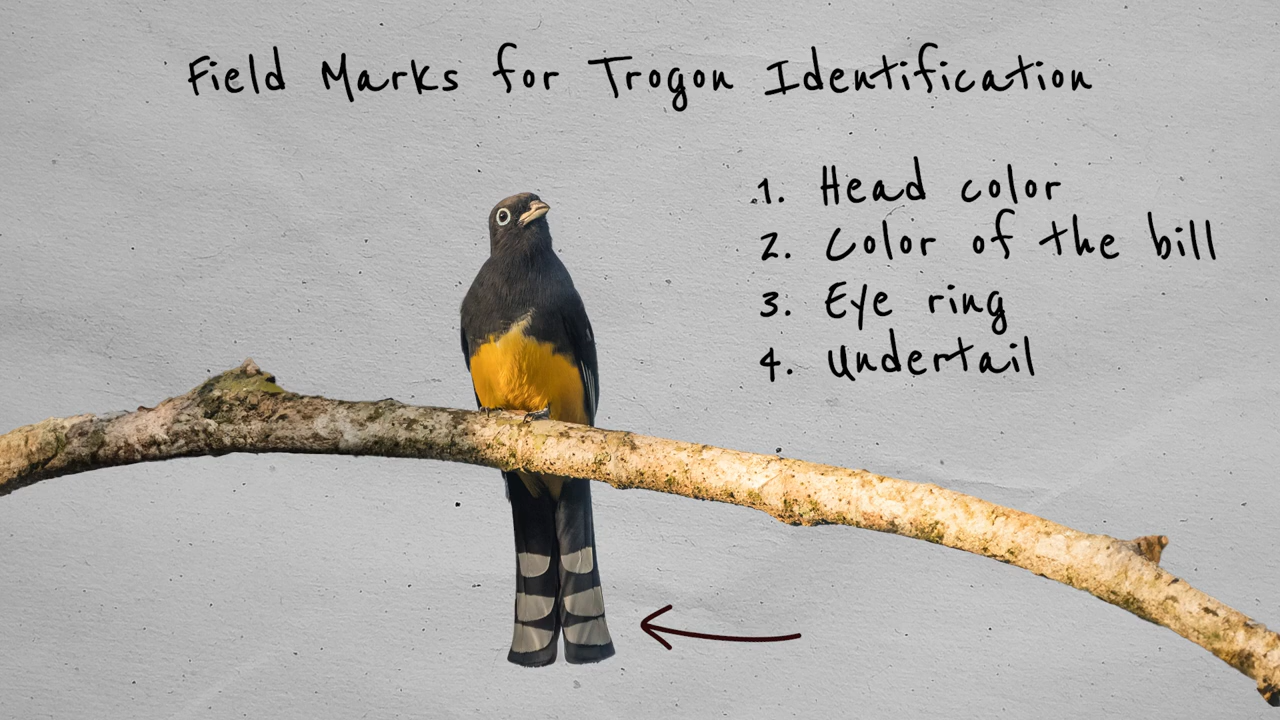 Field Marks for Trogon Identification
1. Head color
2. Color of the bill
3. Eye ring
4. Undertail